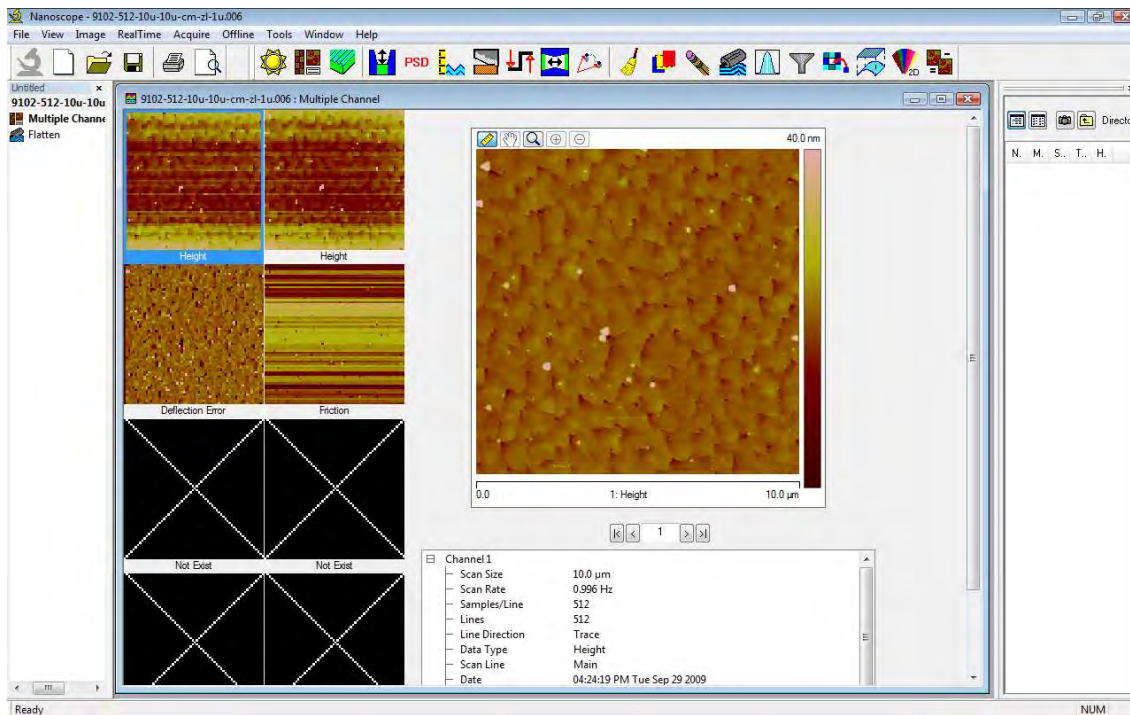 Nanoscope - 9102-512-10u-10u-cm-zl-1u.006
File View Image RealTime Acquire Offline Tools Window Help
PSD
2D
Untitled
9102-512-10u-10u
Multiple Channe
Flatten
9102-512-10u-10u-cm-zl-1u.006 : Multiple Channel
Height
Height
Deflection Error
Friction
Not Exist
Not Exist
40.0 nm
0.0
1: Height
10.0 µm
1
Channel 1
Scan Size 10.0 µm
Scan Rate 0.996 Hz
Samples/Line 512
Lines 512
Line Direction Trace
Data Type Height
Scan Line Main
Date 04:24:19 PM Tue Sep 29 2009
Directo
N. M. S.. T.. H.
Ready
NUM